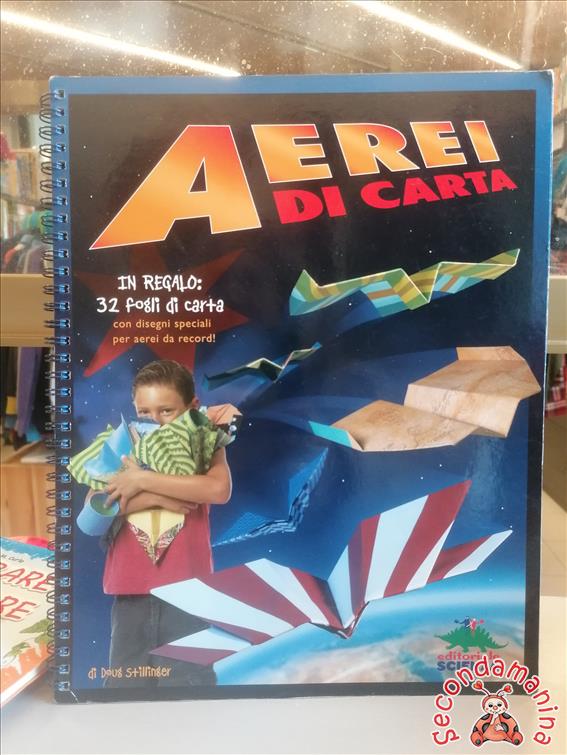 AEREI
DI CARTA
IN REGALO:
32 fogli di carta
con disegni speciali
per aerei da record!
di Doug Stillinger
editoriale
Secondamanina